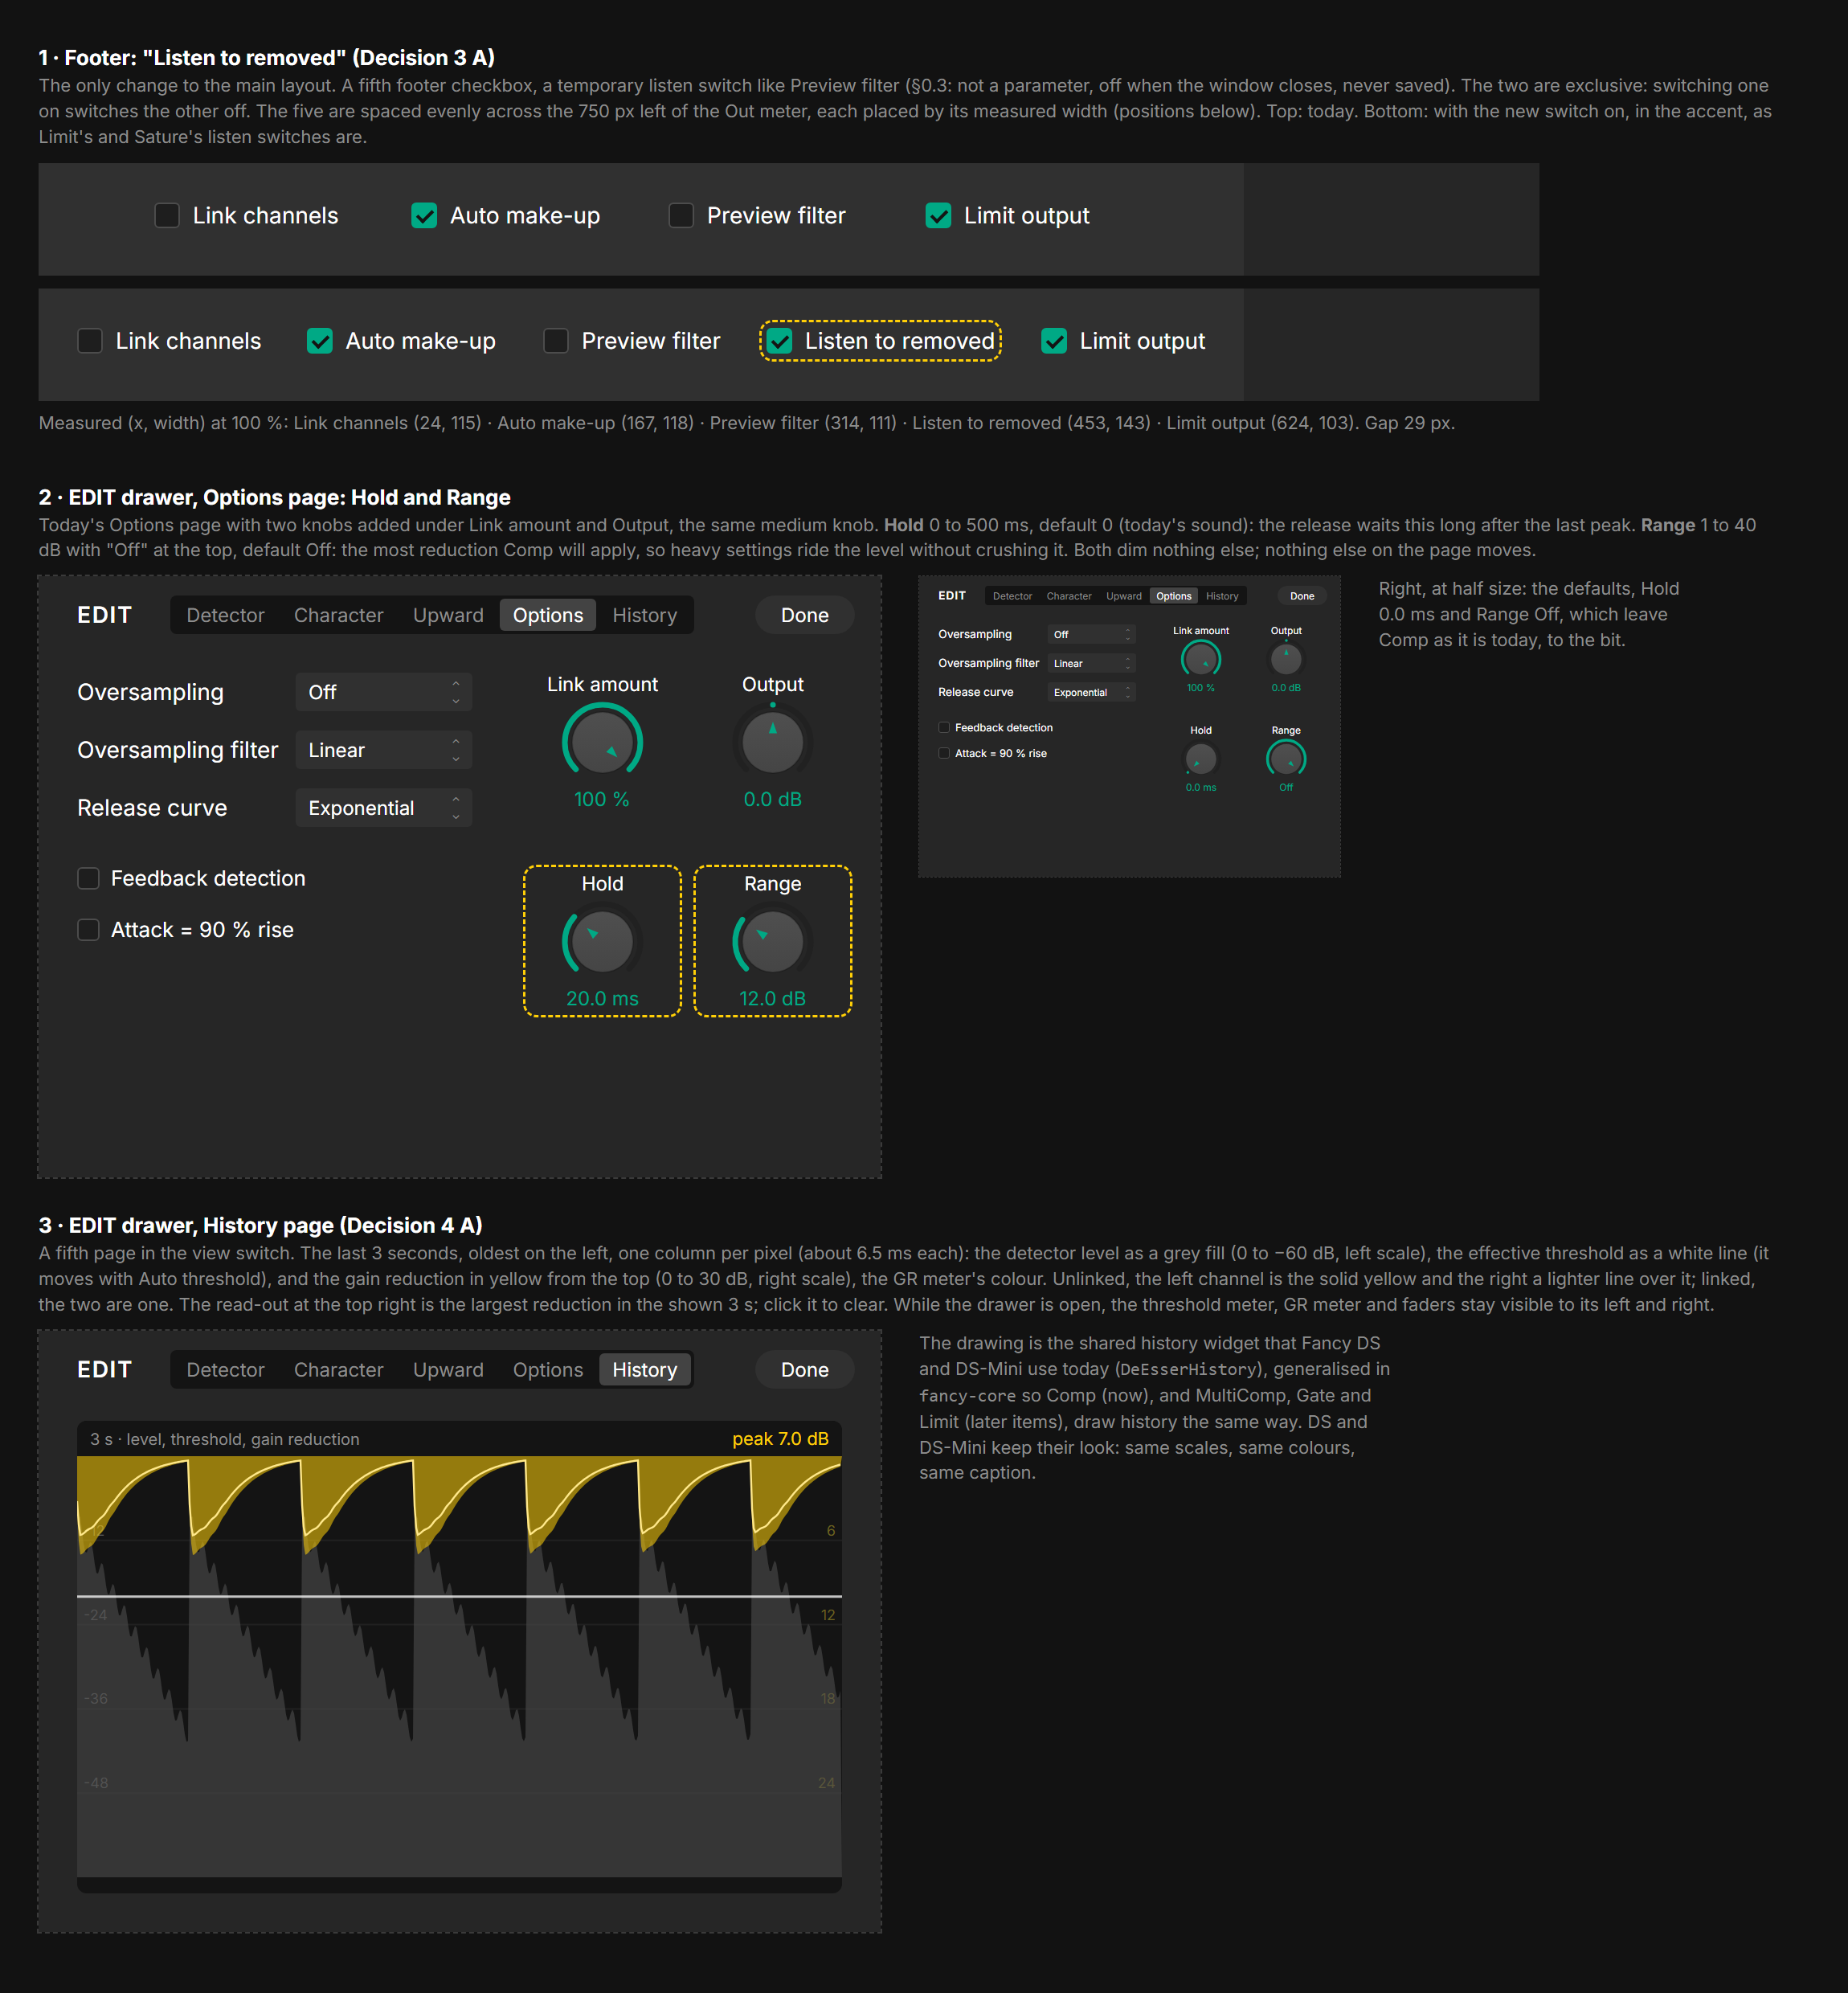 1 · Footer: "Listen to removed" (Decision 3 A)
The only change to the main layout. A fifth footer checkbox, a temporary listen switch like Preview filter (§0.3: not a parameter, off when the window closes, never saved). The two are exclusive: switching one
on switches the other off. The five are spaced evenly across the 750 px left of the Out meter, each placed by its measured width (positions below). Top: today. Bottom: with the new switch on, in the accent, as
Limit's and Sature's listen switches are.
Link channels Auto make-up Preview filter Limit output
Link channels Auto make-up Preview filter Listen to removed Limit output
Measured (x, width) at 100 %: Link channels (24, 115) · Auto make-up (167, 118) · Preview filter (314, 111) · Listen to removed (453, 143) · Limit output (624, 103). Gap 29 px.
2 · EDIT drawer, Options page: Hold and Range
Today's Options page with two knobs added under Link amount and Output, the same medium knob. Hold 0 to 500 ms, default 0 (today's sound): the release waits this long after the last peak. Range 1 to 40
dB with "Off" at the top, default Off: the most reduction Comp will apply, so heavy settings ride the level without crushing it. Both dim nothing else; nothing else on the page moves.
EDIT Detector Character Upward Options History Done
Oversampling Off
Oversampling filter Linear
Release curve Exponential
Feedback detection
Attack = 90 % rise
Link amount Output
100 % 0.0 dB
Hold Range
20.0 ms 12.0 dB
EDIT Detector Character Upward Options History Done
Oversampling Off
Oversampling filter Linear
Release curve Exponential
Feedback detection
Attack = 90 % rise
Link amount Output
100 % 0.0 dB
Hold Range
0.0 ms Off
Right, at half size: the defaults, Hold
0.0 ms and Range Off, which leave
Comp as it is today, to the bit.
3 · EDIT drawer, History page (Decision 4 A)
A fifth page in the view switch. The last 3 seconds, oldest on the left, one column per pixel (about 6.5 ms each): the detector level as a grey fill (0 to −60 dB, left scale), the effective threshold as a white line (it
moves with Auto threshold), and the gain reduction in yellow from the top (0 to 30 dB, right scale), the GR meter's colour. Unlinked, the left channel is the solid yellow and the right a lighter line over it; linked,
the two are one. The read-out at the top right is the largest reduction in the shown 3 s; click it to clear. While the drawer is open, the threshold meter, GR meter and faders stay visible to its left and right.
EDIT Detector Character Upward Options History Done
3 s · level, threshold, gain reduction peak 7.0 dB
6
-24 12
-36 18
-48 24
The drawing is the shared history widget that Fancy DS
and DS-Mini use today (DeEsserHistory), generalised in
fancy-core so Comp (now), and MultiComp, Gate and
Limit (later items), draw history the same way. DS and
DS-Mini keep their look: same scales, same colours,
same caption.